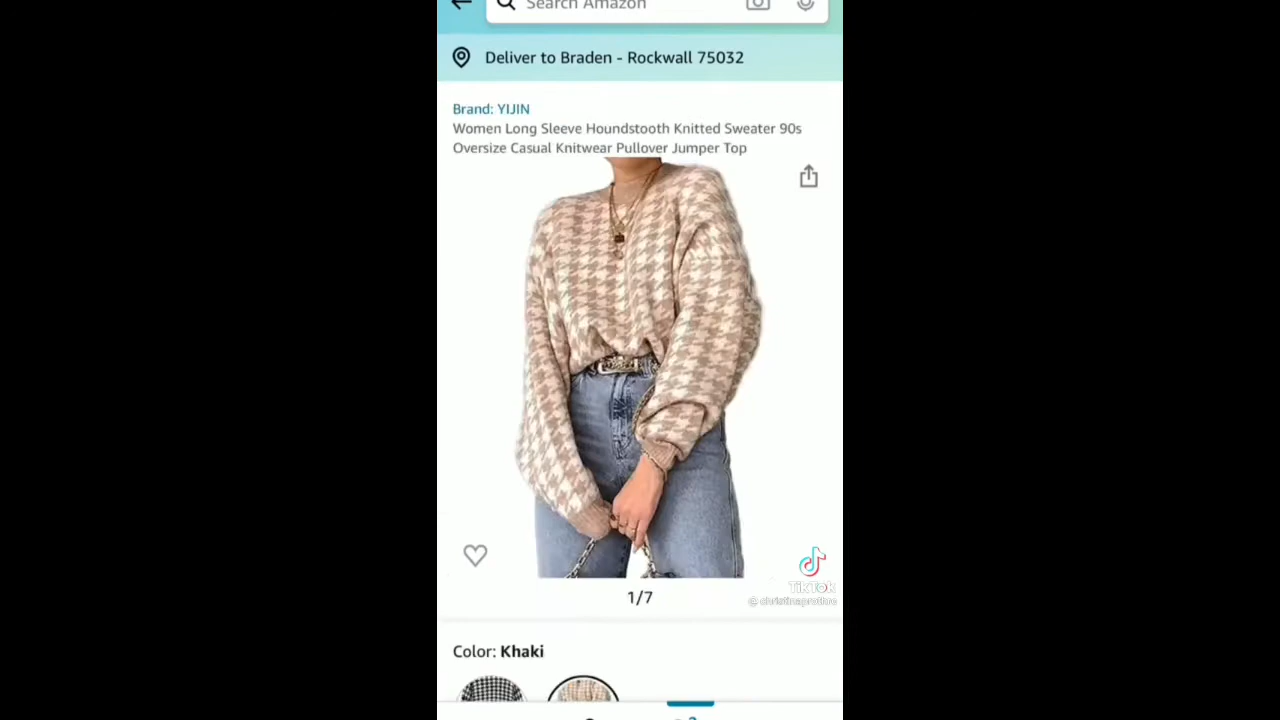 Search Amazon
Deliver to Braden - Rockwall 75032
Brand: YIJIN
Women Long Sleeve Houndstooth Knitted Sweater 90s
Oversize Casual Knitwear Pullover Jumper Top
1/7
TikTok
Color: Khaki